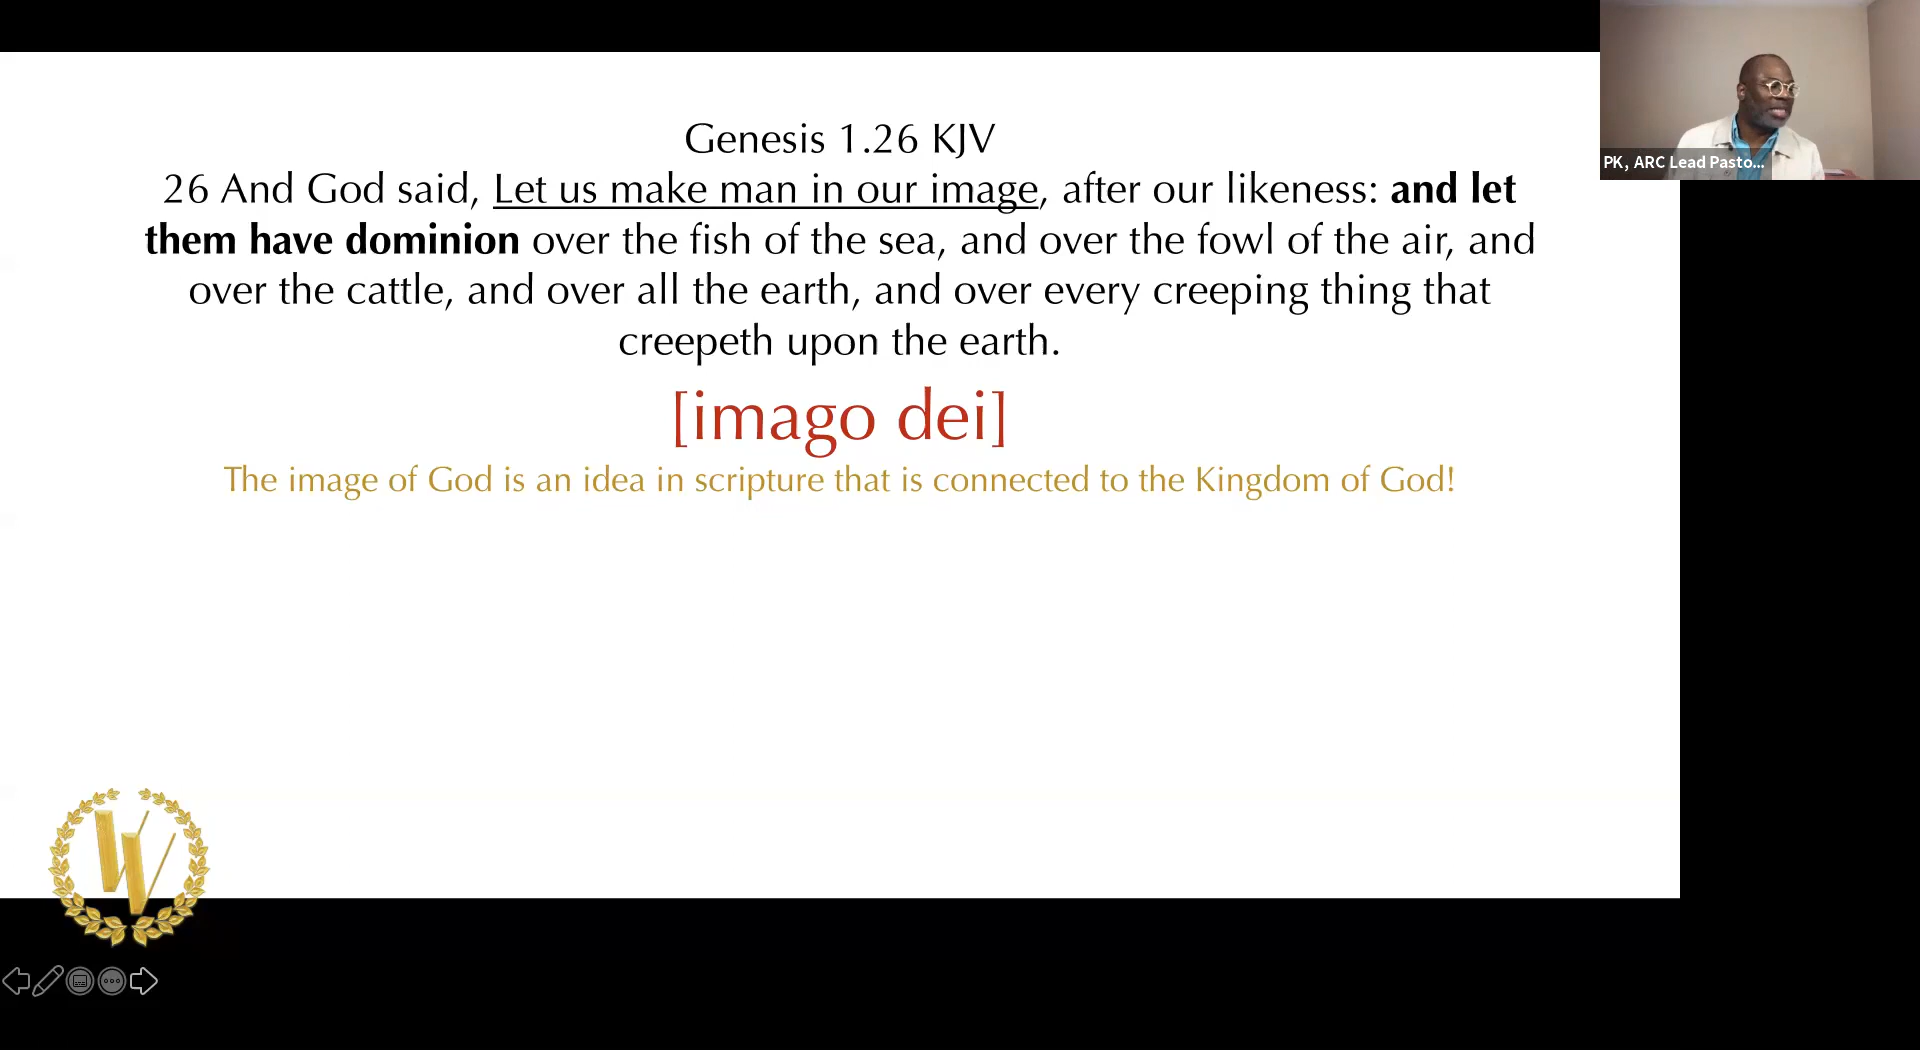 Genesis 1.26 KJV
26 And God said, Let us make man in our image, after our likeness: and let
them have dominion over the fish of the sea, and over the fowl of the air, and
over the cattle, and over all the earth, and over every creeping thing that
creepeth upon the earth.
[imago dei]
The image of God is an idea in scripture that is connected to the Kingdom of God!
PK, ARC Lead Pasto...